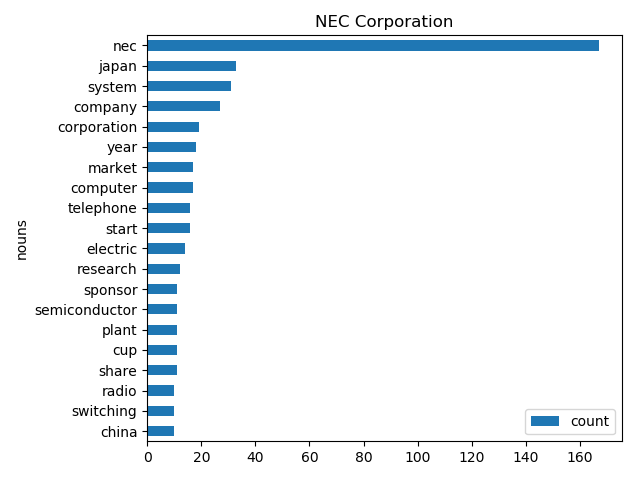 NEC Corporation
nec
japan
system
company
corporation
year
market
computer
telephone
start
electric
research
sponsor
semiconductor
plant
cup
share
radio
switching
china
nouns
count
0 20 40 60 80 100 120 140 160